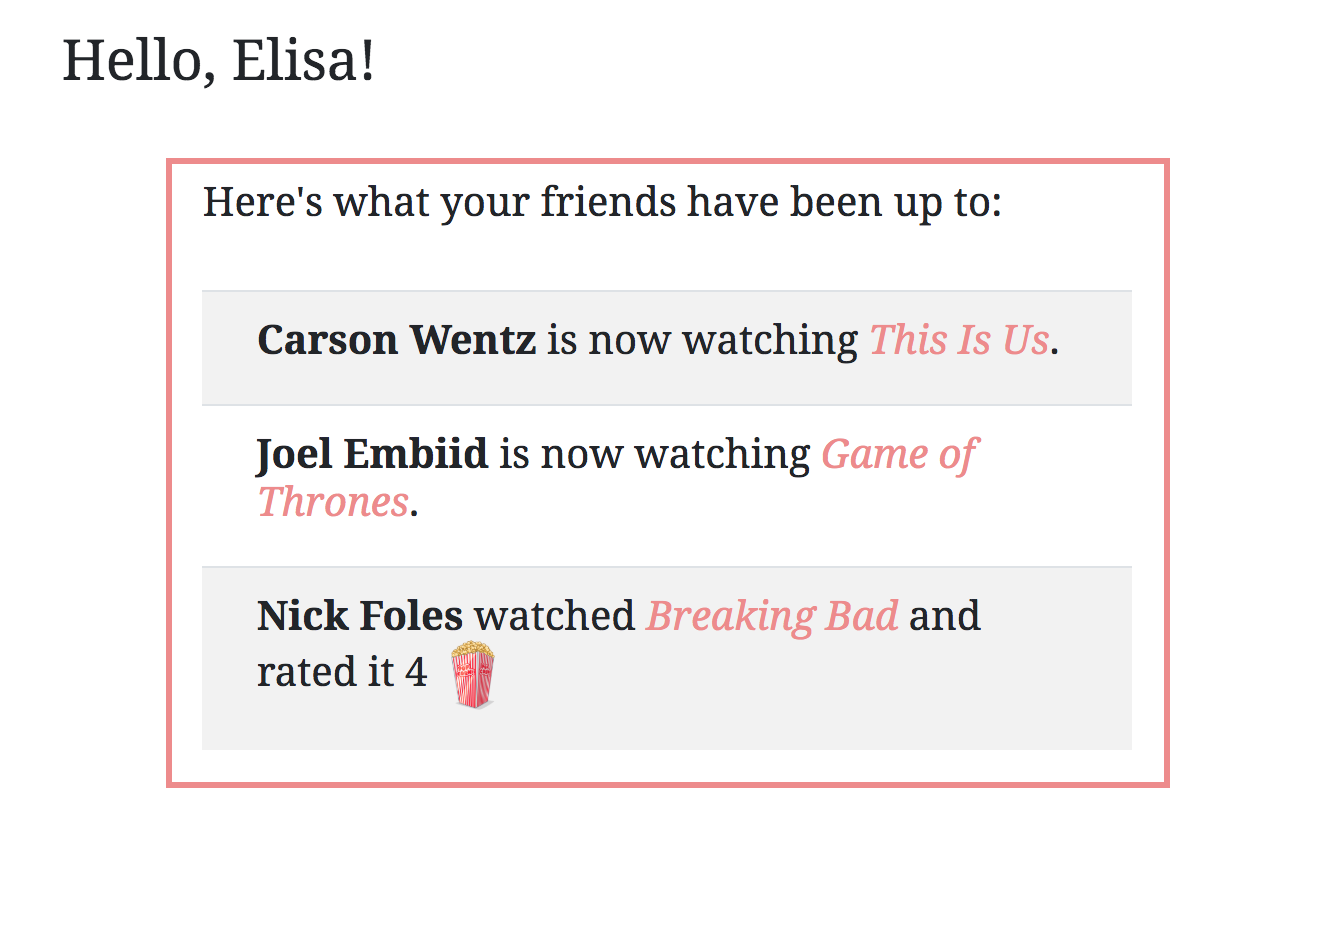 Hello, Elisa!
Here's what your friends have been up to:
Carson Wentz is now watching This Is Us.
Joel Embiid is now watching Game of
Thrones.
Nick Foles watched Breaking Bad and
rated it 4